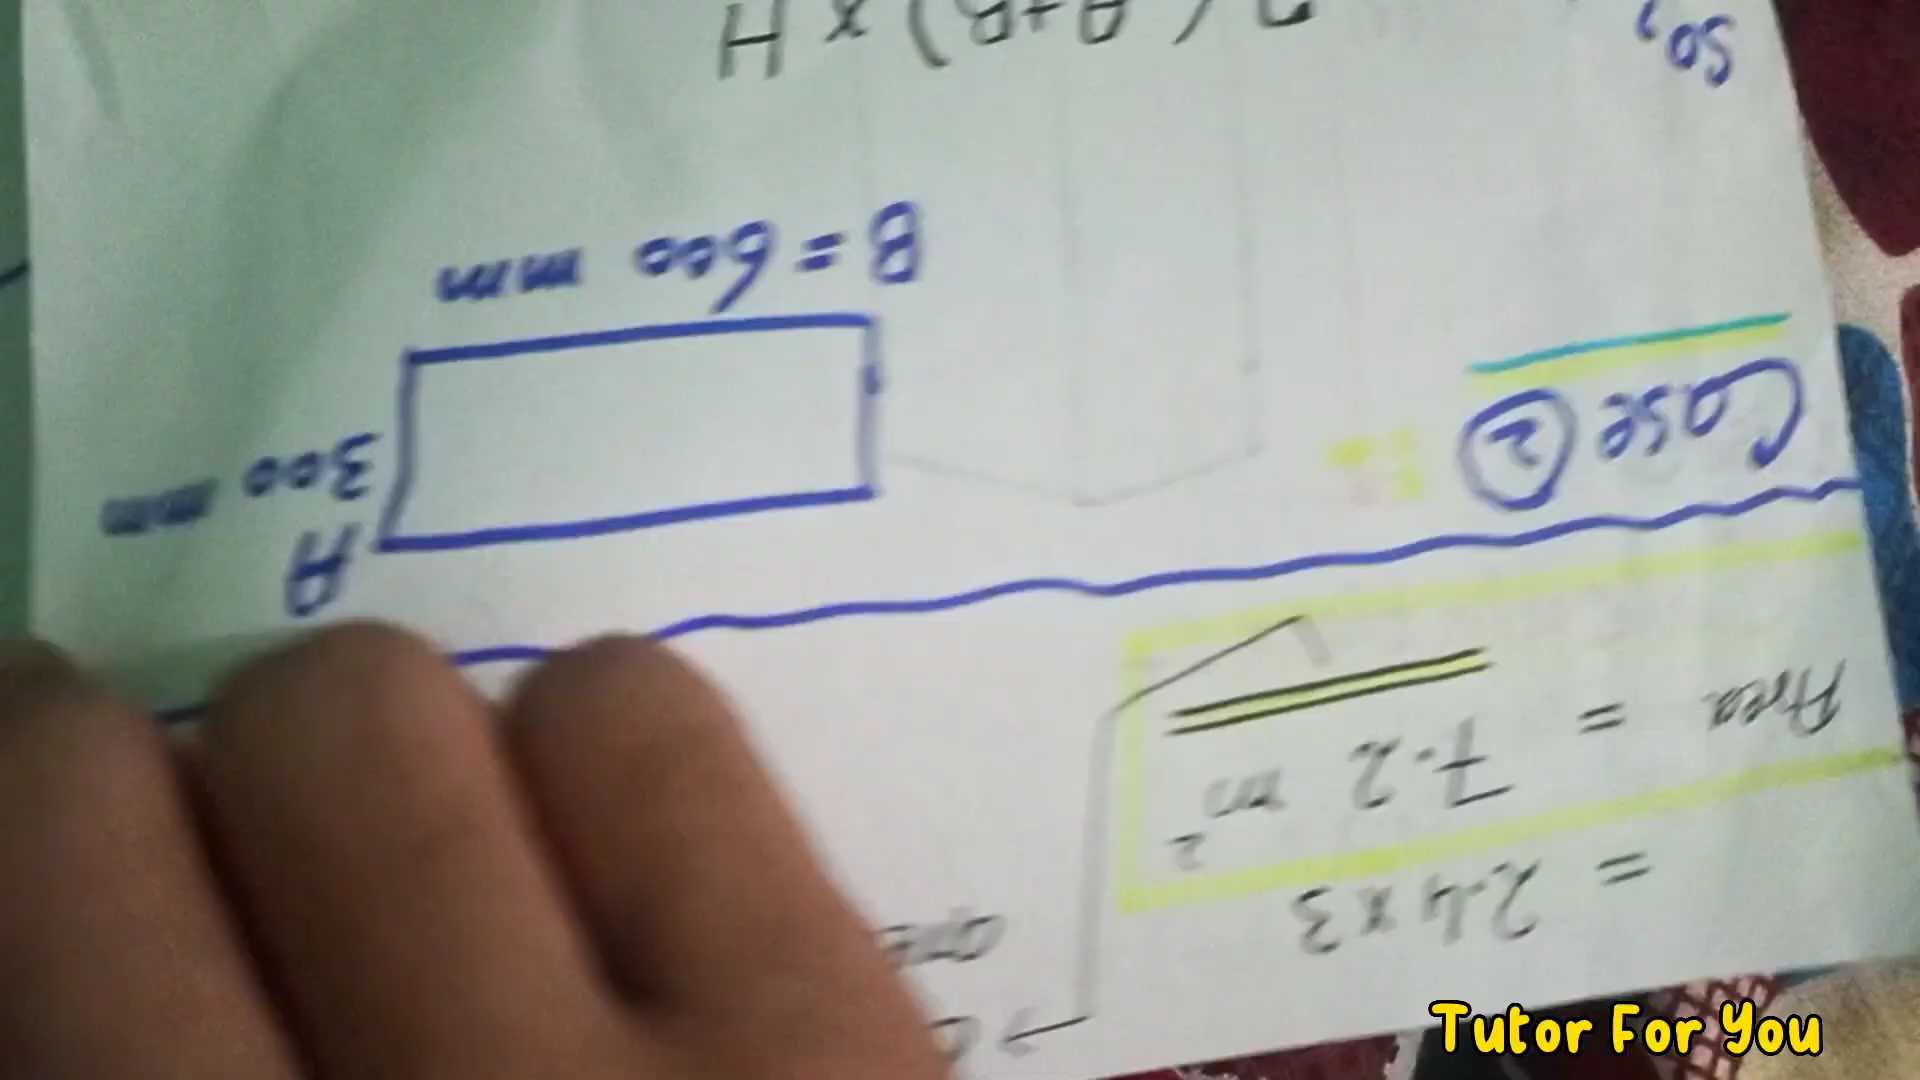 = 2.4 x 3
Area = 7.2 m²
Case 2 :-
A
300 mm
B = 600 mm
So,
2 (A+B) x H
Tutor For You